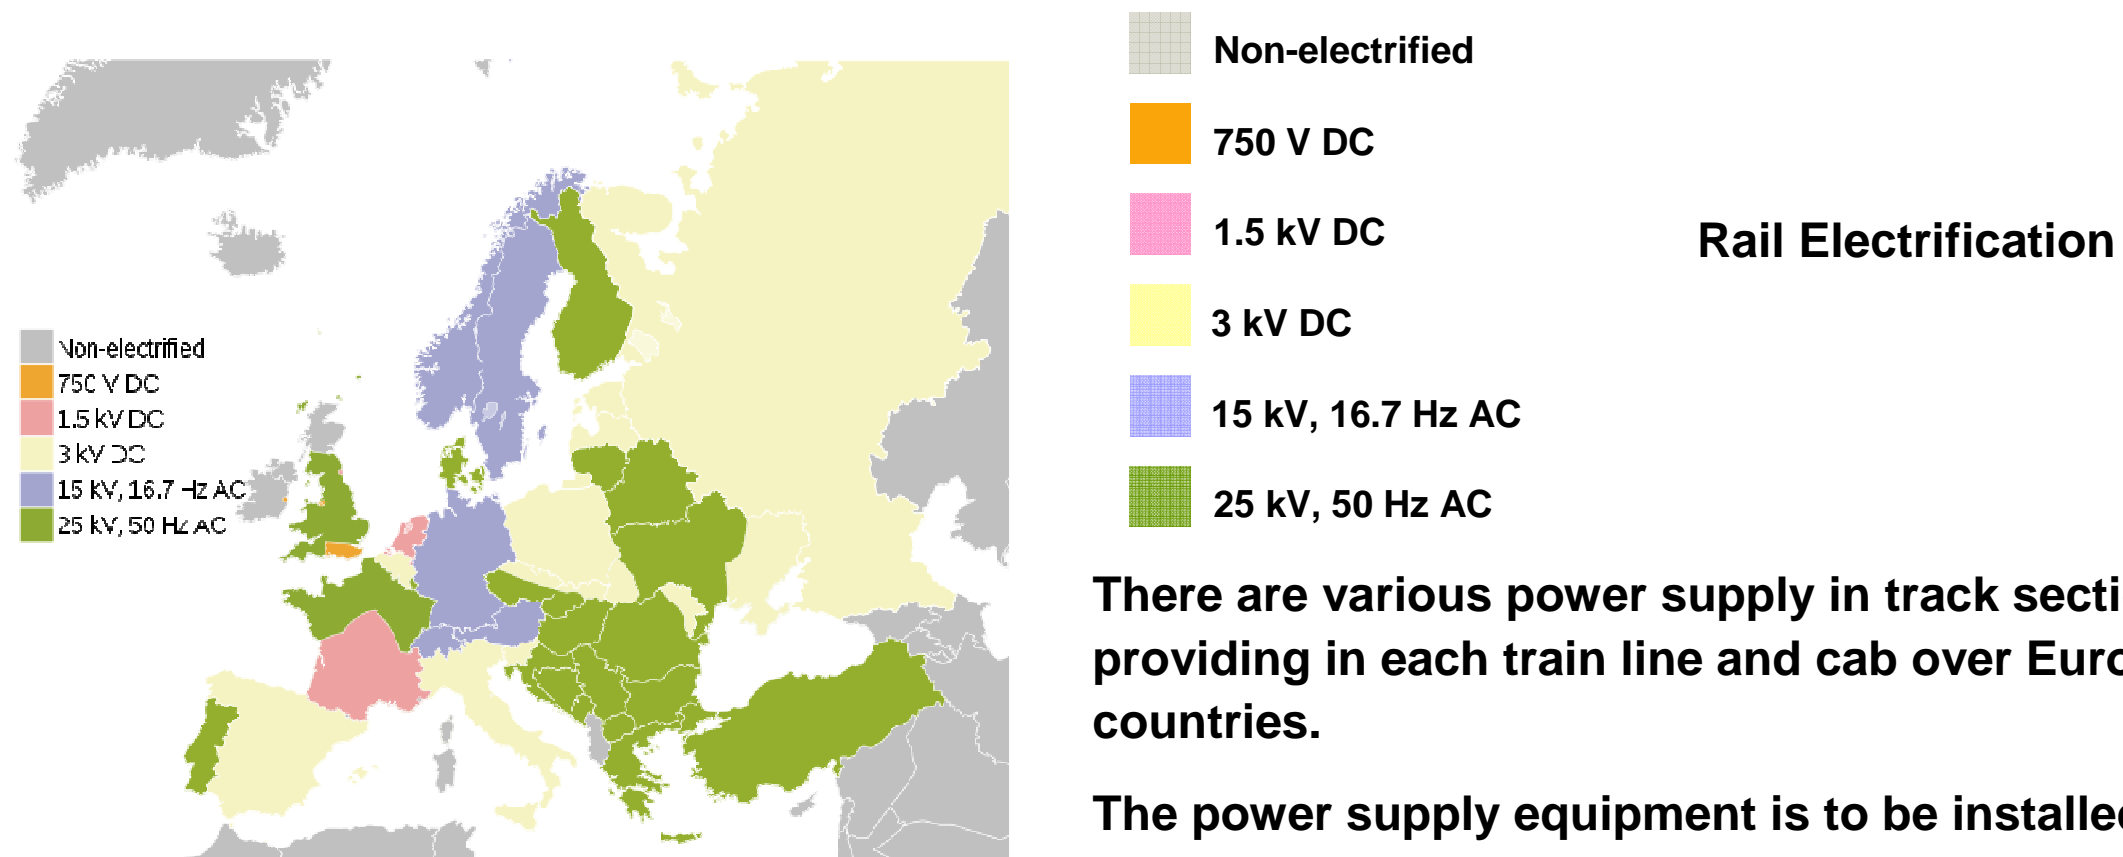 Non-electrified
750 V DC
1.5 kV DC
3 kV DC
15 kV, 16.7 Hz AC
25 kV, 50 Hz AC
Non-electrified
750 V DC
1.5 kV DC
3 kV DC
15 kV, 16.7 Hz AC
25 kV, 50 Hz AC
Rail Electrification
There are various power supply in track secti
providing in each train line and cab over Euro
countries.
The power supply equipment is to be installed